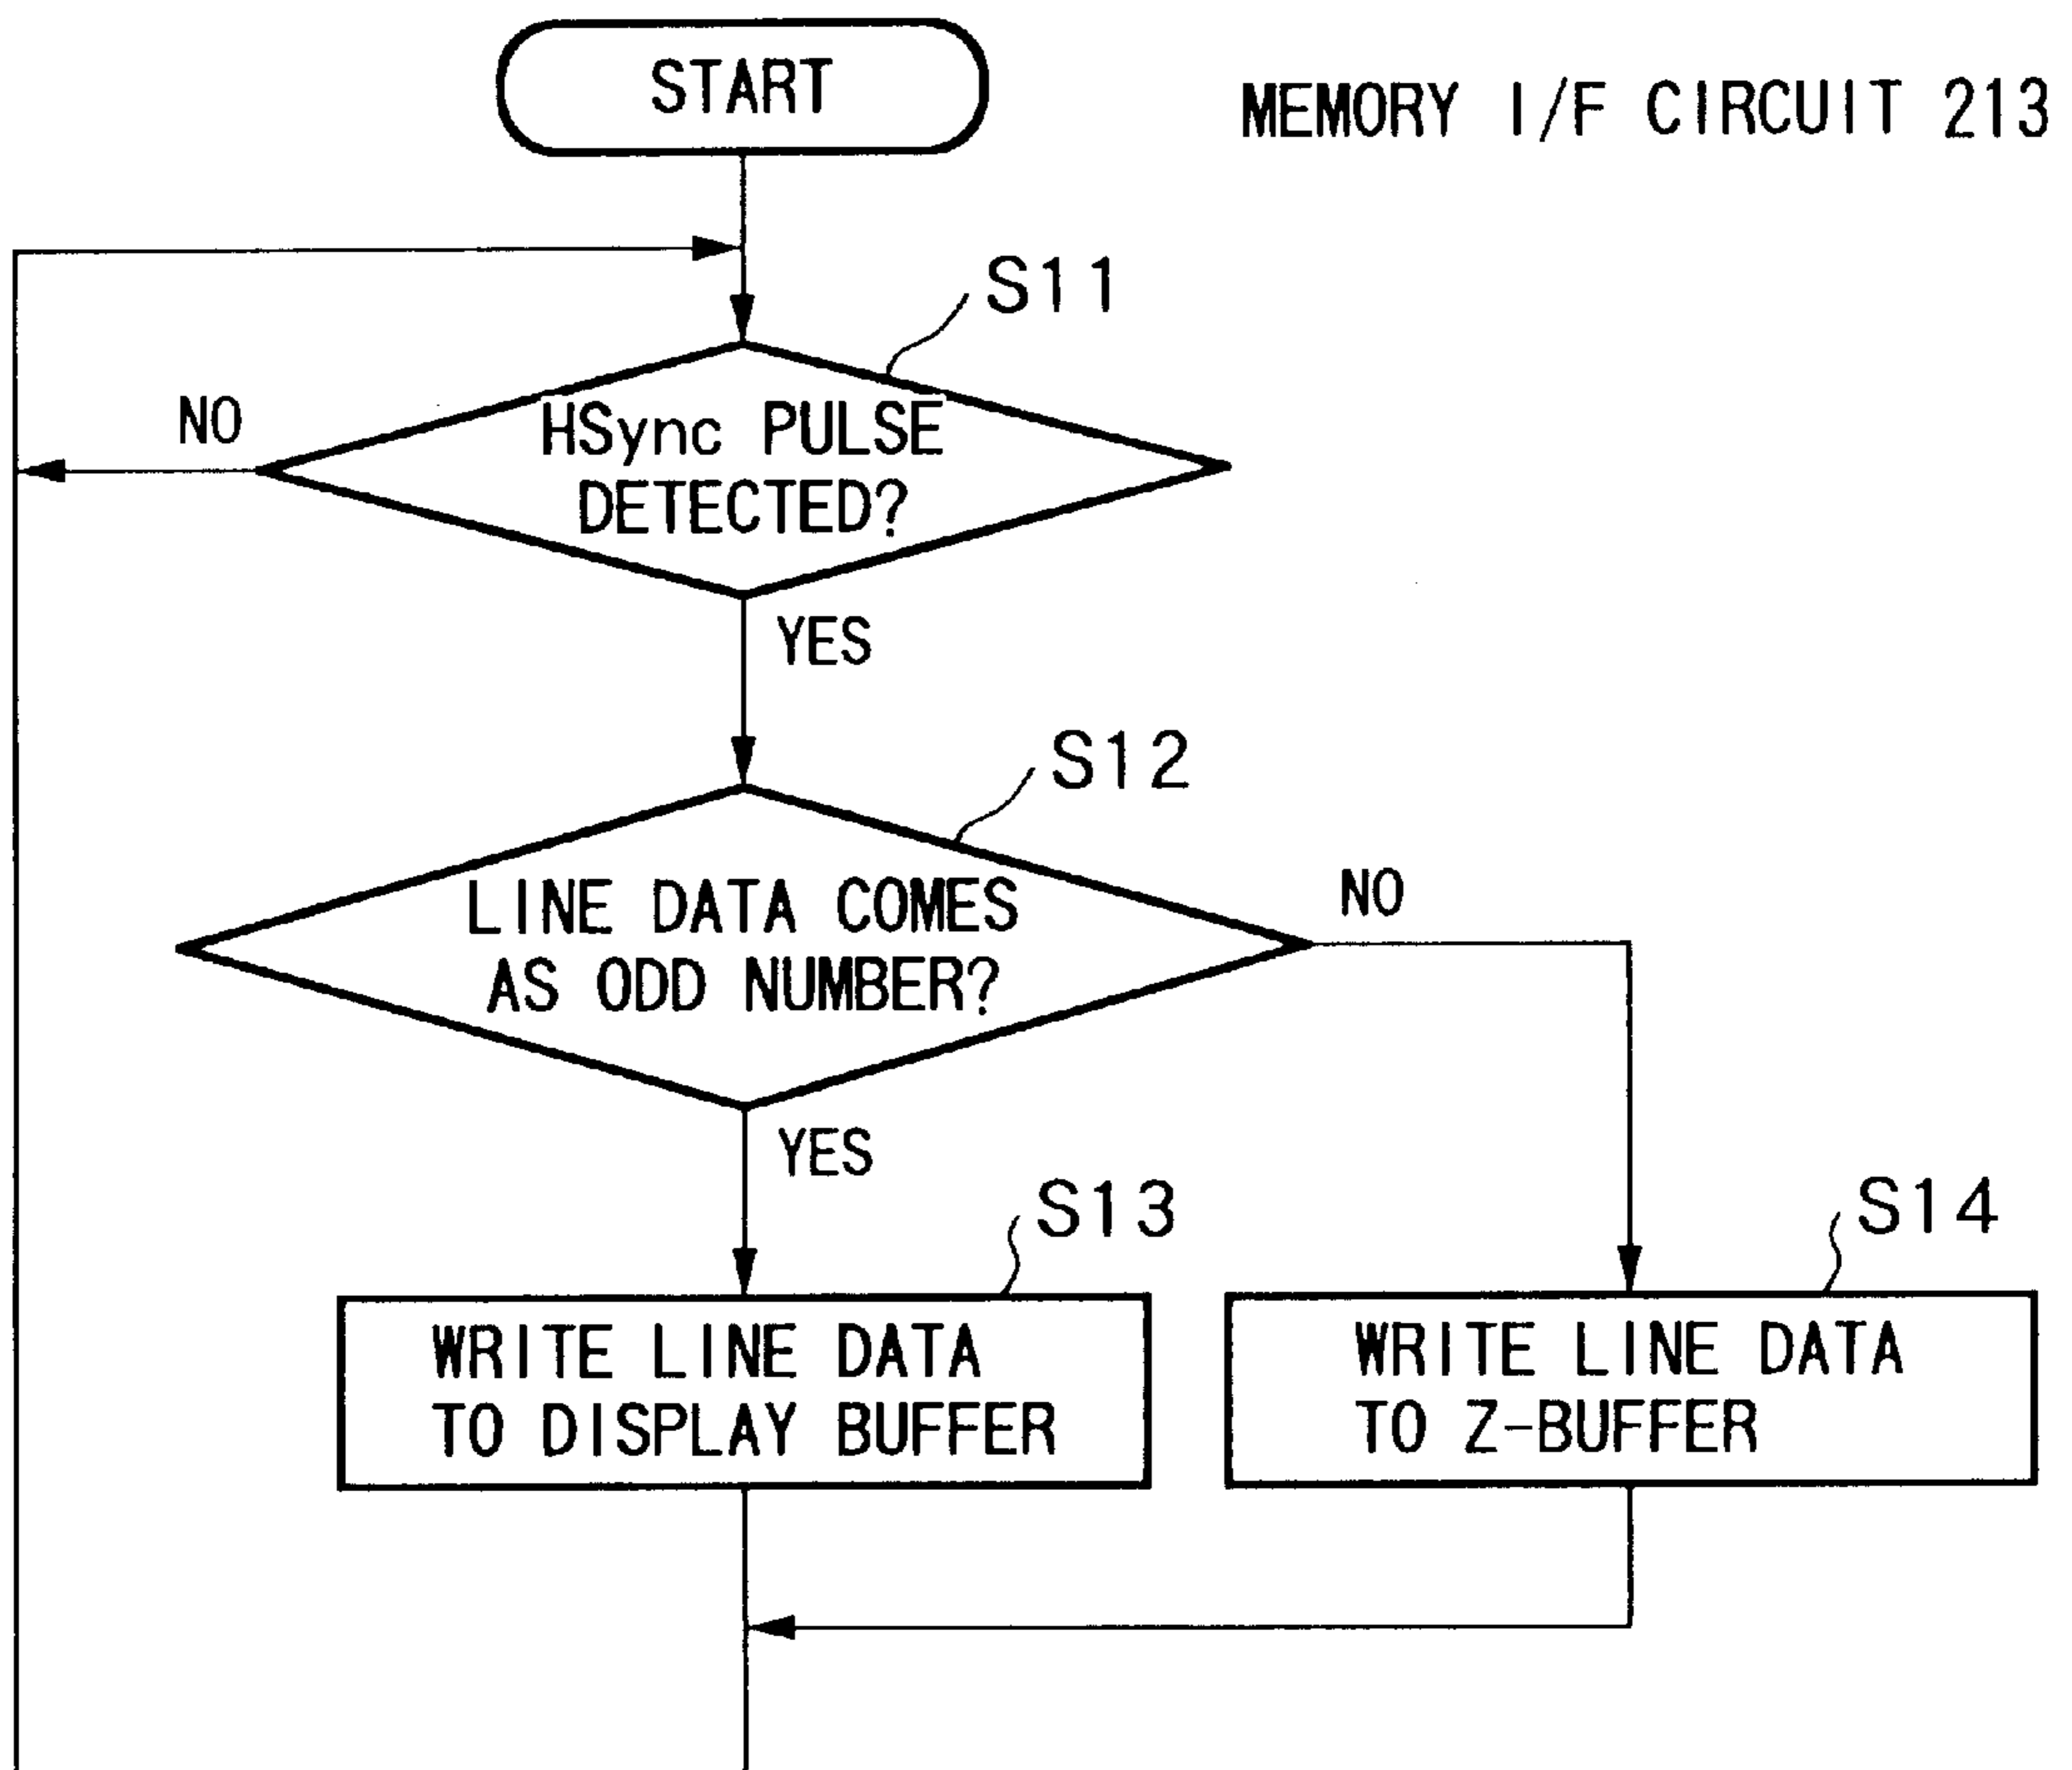 START
MEMORY I/F CIRCUIT 213
S11
NO
HSync PULSE
DETECTED?
YES
S12
LINE DATA COMES
AS ODD NUMBER?
NO
YES
S13
S14
WRITE LINE DATA
TO DISPLAY BUFFER
WRITE LINE DATA
TO Z-BUFFER